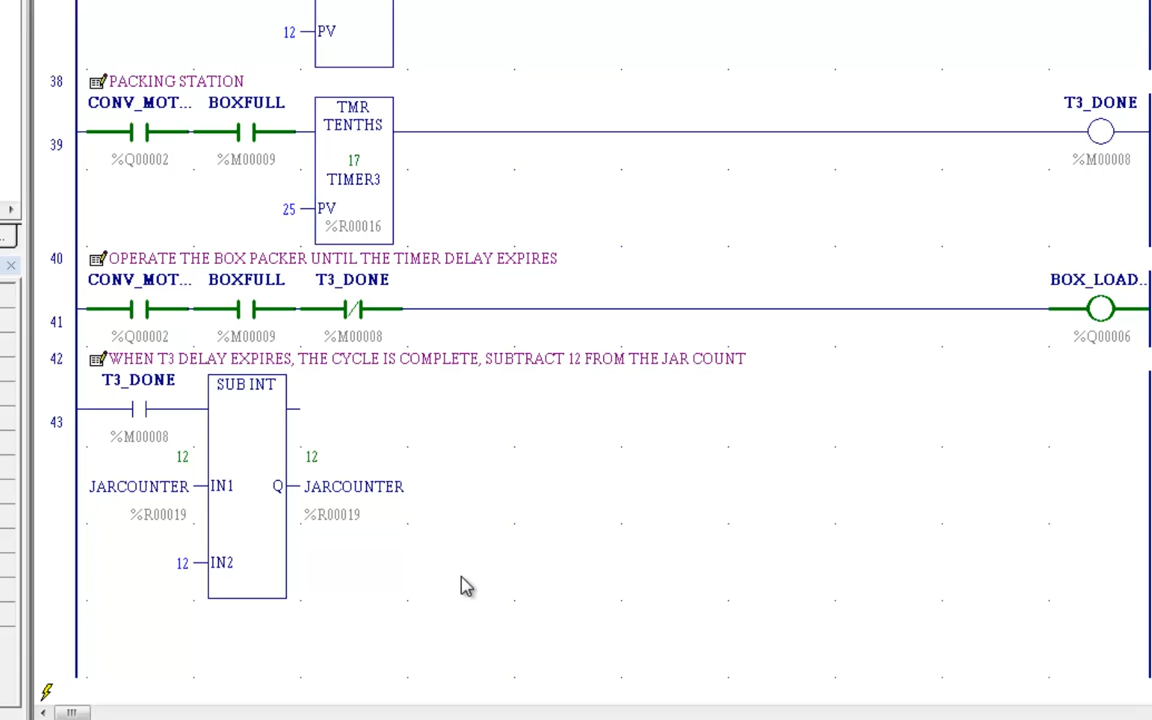 12 PV
38 PACKING STATION
CONV_MOT... BOXFULL TMR T3_DONE
TENTHS
39
%Q00002 %M00009 17 %M00008
TIMER3
25 PV
%R00016
40 OPERATE THE BOX PACKER UNTIL THE TIMER DELAY EXPIRES
CONV_MOT... BOXFULL T3_DONE BOX_LOAD..
41
%Q00002 %M00009 %M00008 %Q00006
42 WHEN T3 DELAY EXPIRES, THE CYCLE IS COMPLETE, SUBTRACT 12 FROM THE JAR COUNT
T3_DONE SUB INT
43
%M00008
12 12
JARCOUNTER IN1 Q JARCOUNTER
%R00019 %R00019
12 IN2